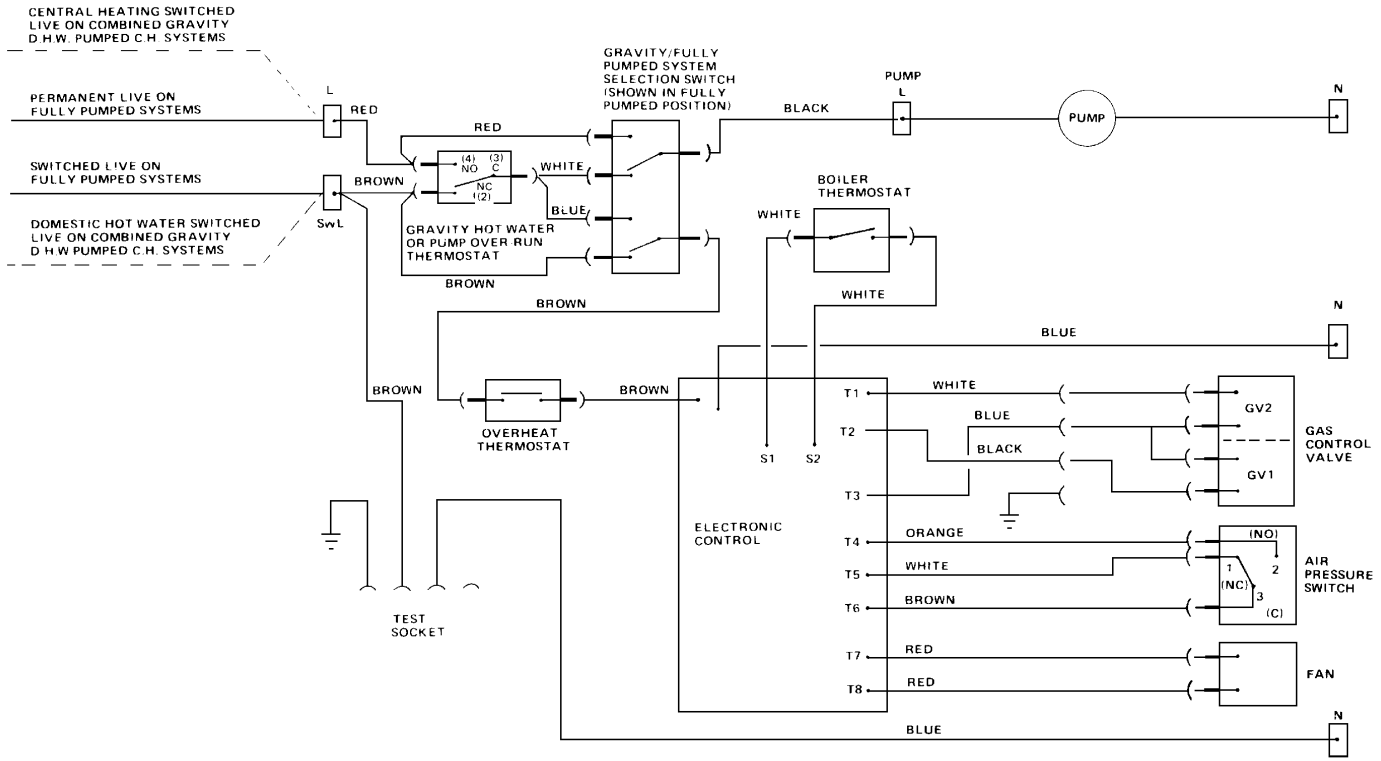 CENTRAL HEATING SWITCHED
LIVE ON COMBINED GRAVITY
D.H.W. PUMPED C.H. SYSTEMS
PERMANENT LIVE ON
FULLY PUMPED SYSTEMS
L
RED
SWITCHED LIVE ON
FULLY PUMPED SYSTEMS
BROWN
SwL
DOMESTIC HOT WATER SWITCHED
LIVE ON COMBINED GRAVITY
D H.W PUMPED C.H. SYSTEMS
RED
(4) (3)
NO C
NC
(2)
WHITE
BLUE
GRAVITY HOT WATER
OR PUMP OVER-RUN
THERMOSTAT
BROWN
GRAVITY/FULLY
PUMPED SYSTEM
SELECTION SWITCH
(SHOWN IN FULLY
PUMPED POSITION)
BLACK
PUMP
L
PUMP
N
BOILER
THERMOSTAT
WHITE
WHITE
BROWN
N
BLUE
BROWN
OVERHEAT
THERMOSTAT
BROWN
S1 S2
ELECTRONIC
CONTROL
T1
WHITE
T2
BLUE
BLACK
T3
GV2
GV1
GAS
CONTROL
VALVE
T4
ORANGE
T5
WHITE
T6
BROWN
(NO)
1
2
(NC)
3
(C)
AIR
PRESSURE
SWITCH
T7
RED
T8
RED
FAN
TEST
SOCKET
BLUE
N